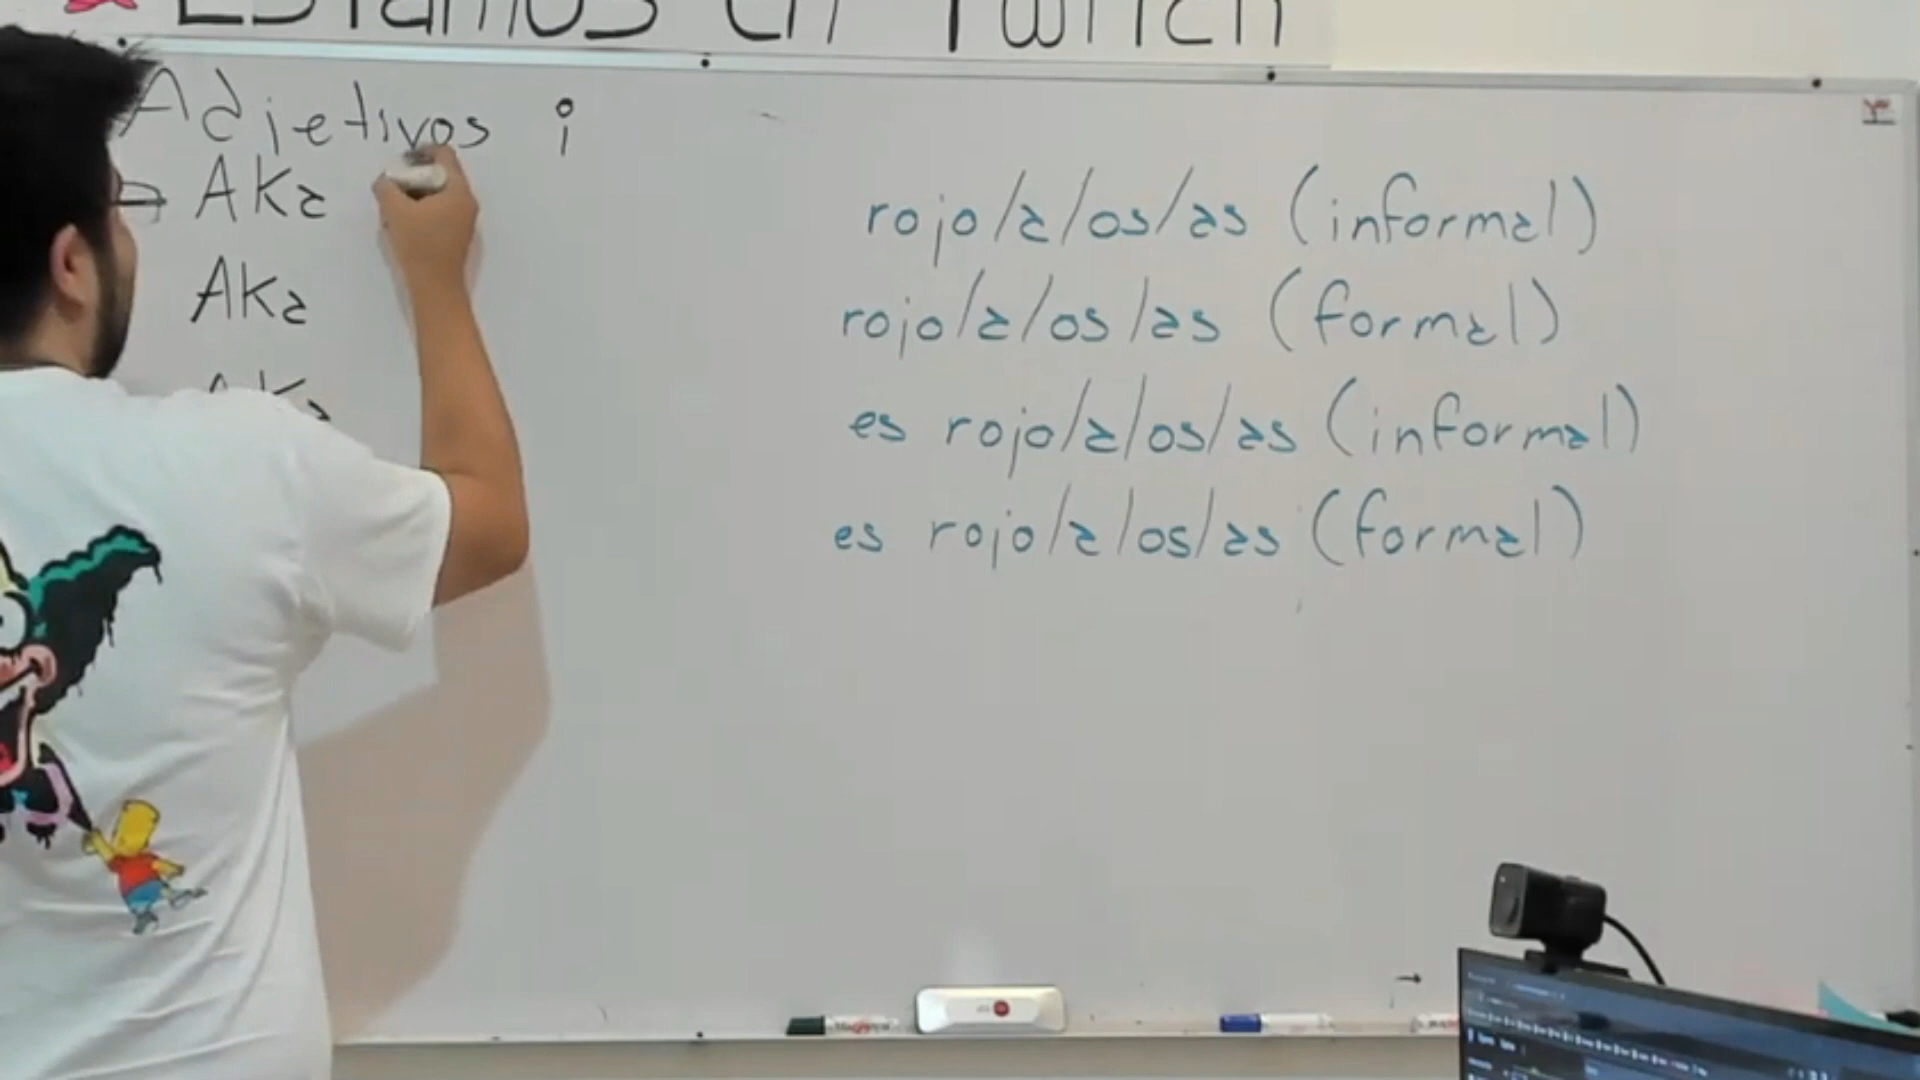 Estamos en Twitch
Adjetivos i
Aka rojo/a/os/as (informal)
Aka rojo/a/os/as (formal)
Aka es rojo/a/os/as (informal)
es rojo/a/os/as (formal)